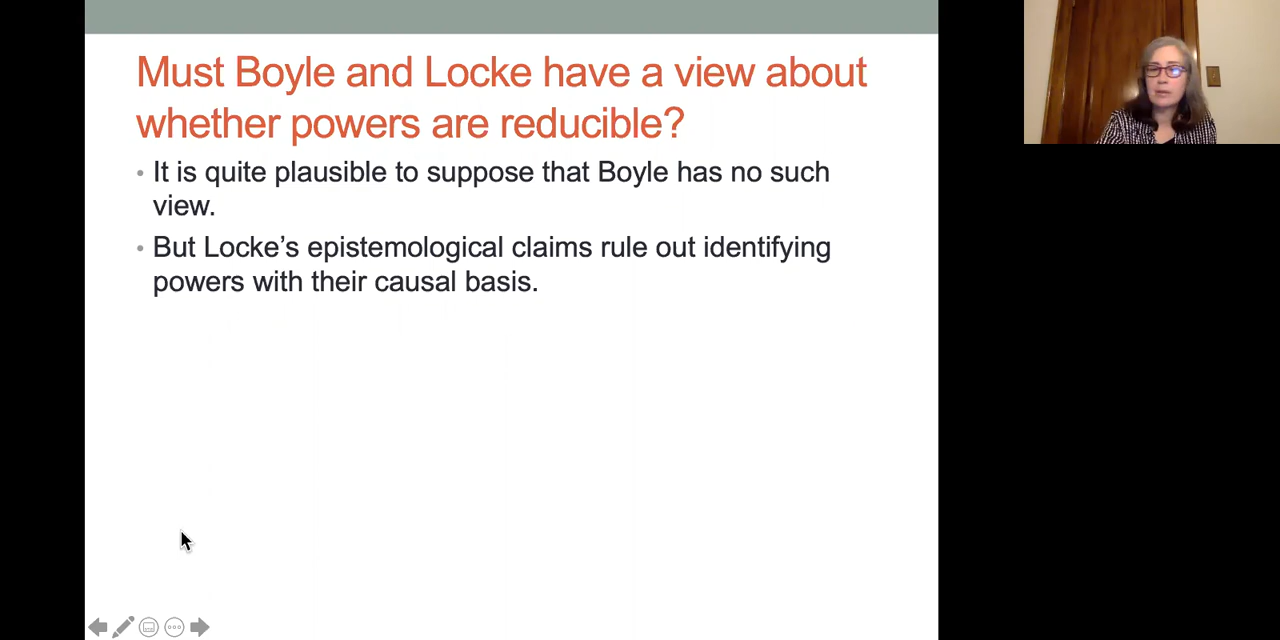 Must Boyle and Locke have a view about
whether powers are reducible?
• It is quite plausible to suppose that Boyle has no such
view.
• But Locke’s epistemological claims rule out identifying
powers with their causal basis.